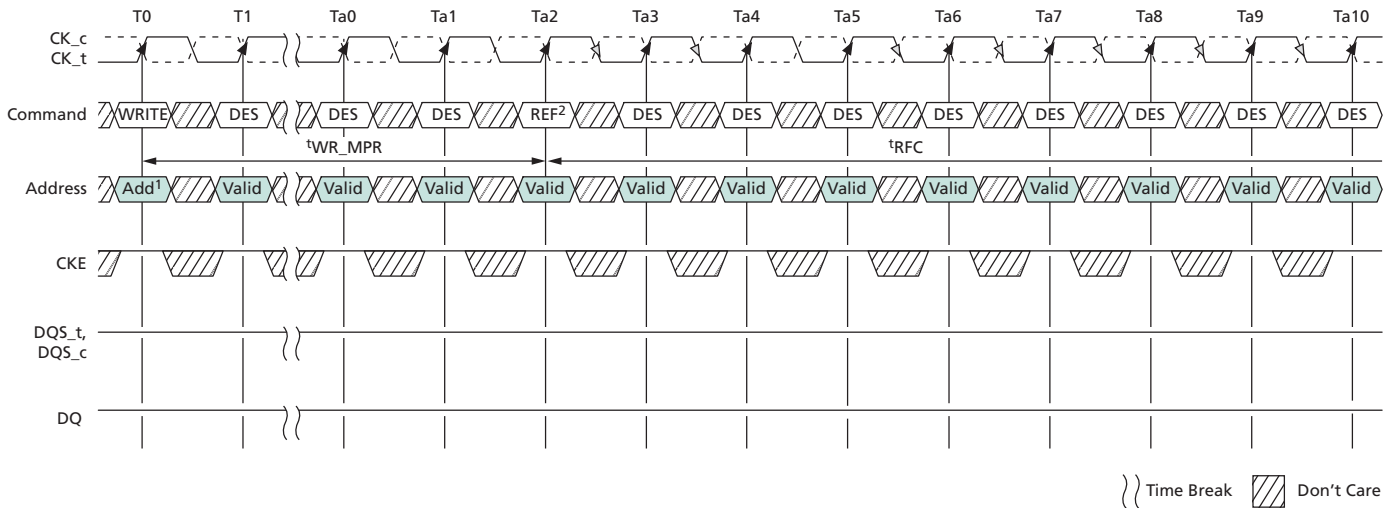 T0 T1 Ta0 Ta1 Ta2 Ta3 Ta4 Ta5 Ta6 Ta7 Ta8 Ta9 Ta10
CK_c
CK_t
Command WRITE DES DES DES REF² DES DES DES DES DES DES DES DES
tWR_MPR tRFC
Address Add¹ Valid Valid Valid Valid Valid Valid Valid Valid Valid Valid Valid Valid
CKE
DQS_t,
DQS_c
DQ
Time Break Don't Care